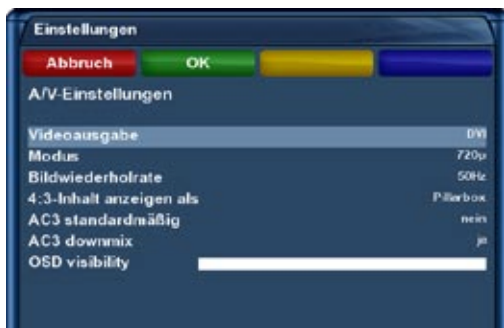 Einstellungen
Abbruch OK
A/V-Einstellungen
Videoausgabe DVI
Modus 720p
Bildwiederholrate 50Hz
4:3-Inhalt anzeigen als Pillarbox
AC3 standardmäßig nein
AC3 downmix ja
OSD visibility